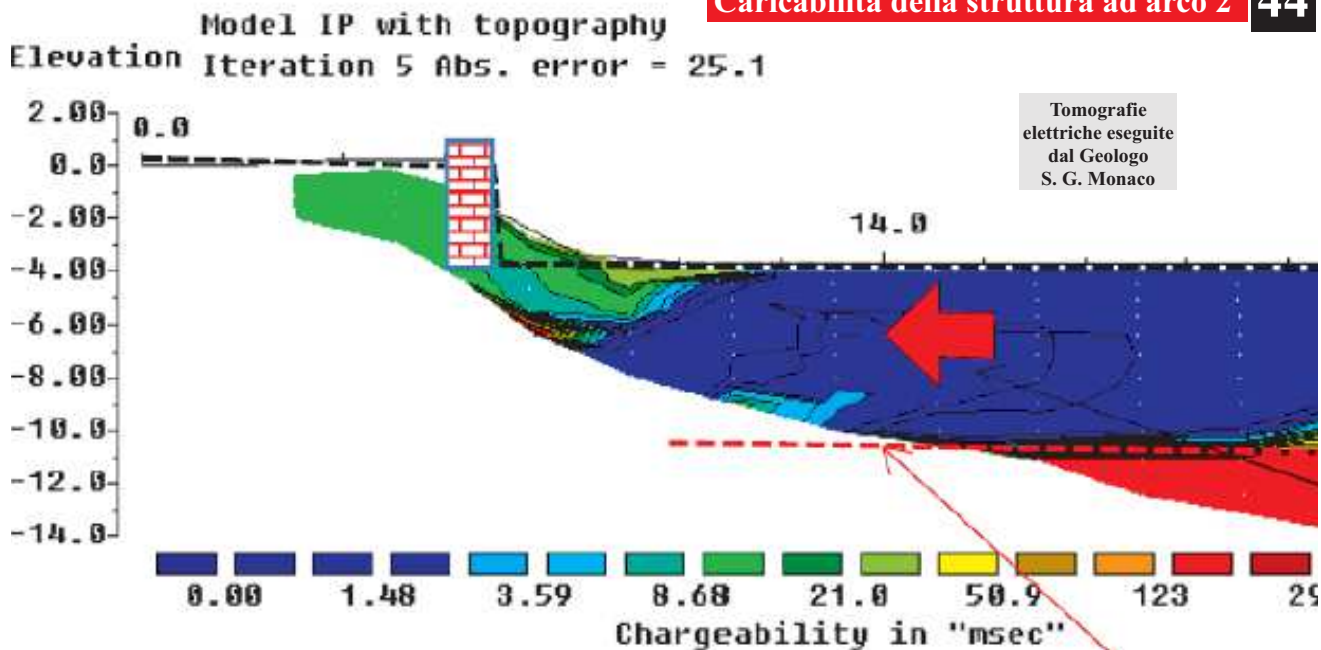 Caricabilità della struttura ad arco 2 44
Model IP with topography
Elevation Iteration 5 Abs. error = 25.1
Tomografie
elettriche eseguite
dal Geologo
S. G. Monaco
2.00
0.0
0.0
-2.00
14.0
-4.00
-6.00
-8.00
-10.0
-12.0
-14.0
0.00 1.48 3.59 8.68 21.0 50.9 123
Chargeability in "msec"